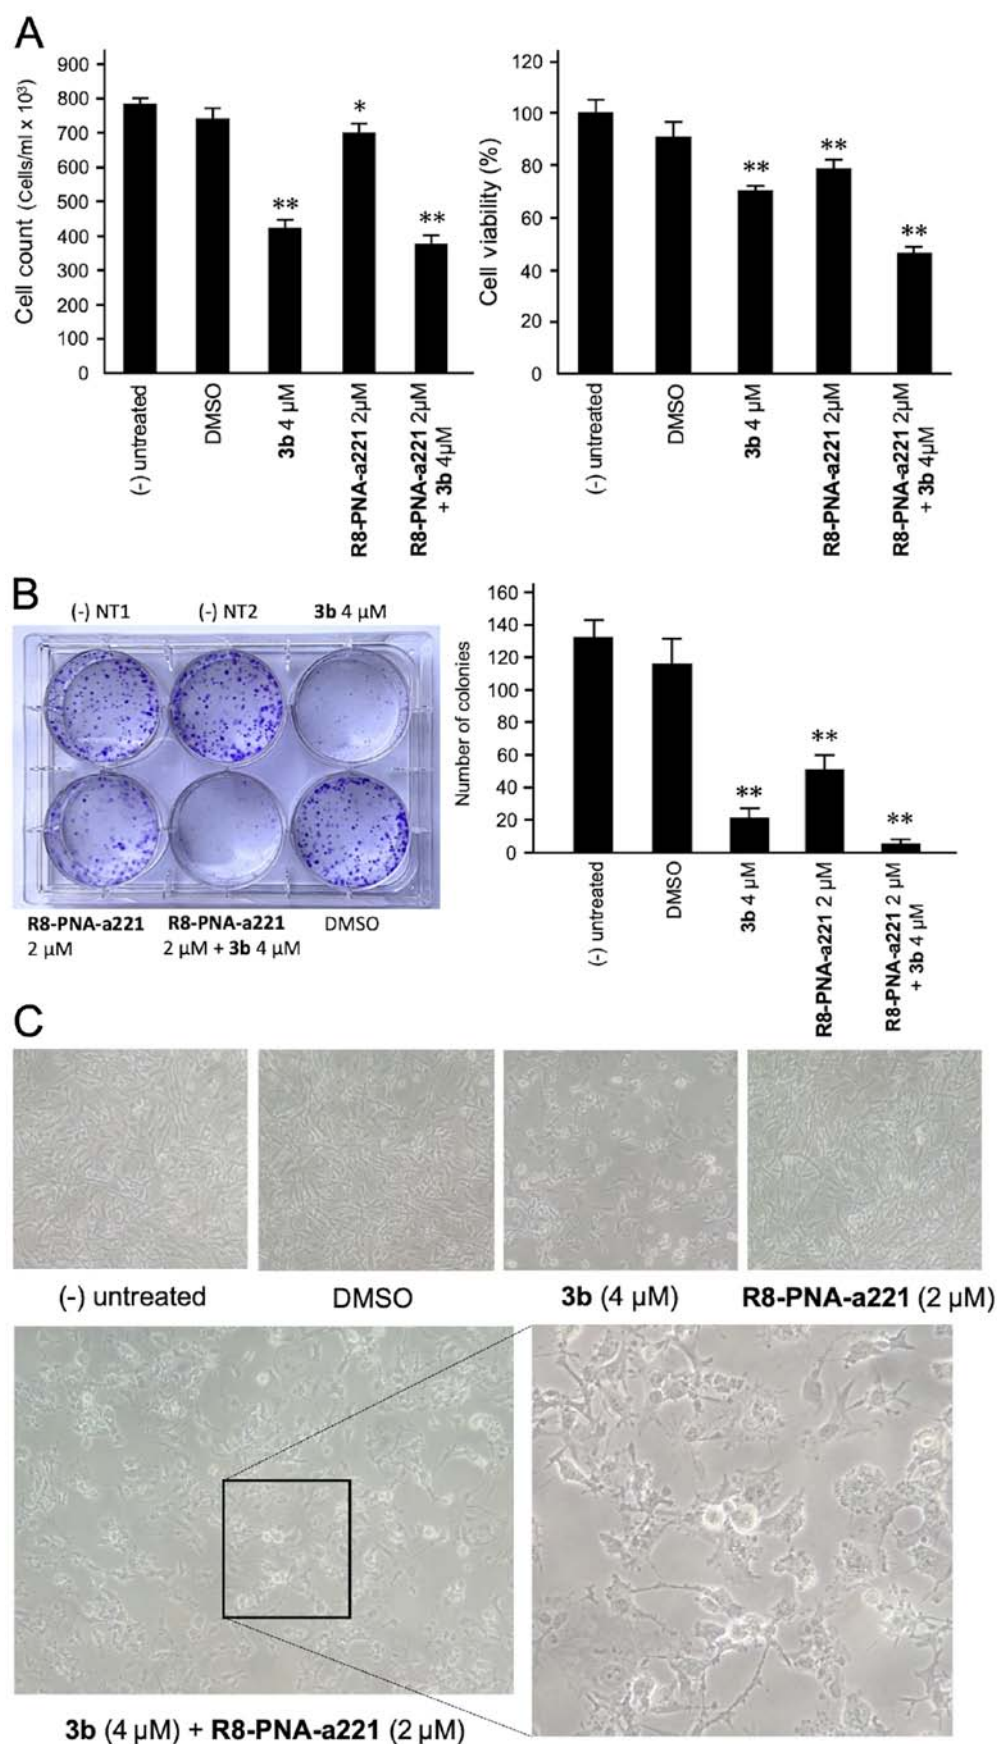 A
Cell count (Cells/ml x 10³)
900
800
700
600
500
400
300
200
100
0
**
*
**
(-) untreated
DMSO
3b 4 µM
R8-PNA-a221 2µM
R8-PNA-a221 2µM
+ 3b 4µM
Cell viability (%)
120
100
80
60
40
20
0
**
**
**
(-) untreated
DMSO
3b 4 µM
R8-PNA-a221 2µM
R8-PNA-a221 2µM
+ 3b 4µM
B
(-) NT1
(-) NT2
3b 4 µM
R8-PNA-a221
2 µM
R8-PNA-a221
2 µM + 3b 4 µM
DMSO
Number of colonies
160
140
120
100
80
60
40
20
0
**
**
**
(-) untreated
DMSO
3b 4 µM
R8-PNA-a221 2 µM
R8-PNA-a221 2 µM
+ 3b 4 µM
C
(-) untreated
DMSO
3b (4 µM)
R8-PNA-a221 (2 µM)
3b (4 µM) + R8-PNA-a221 (2 µM)